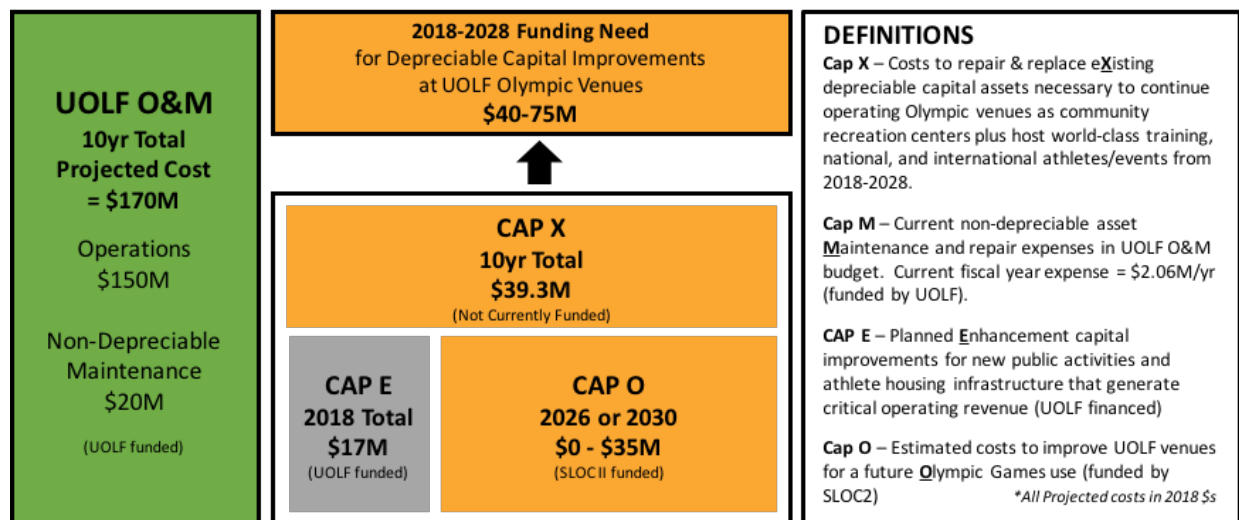 UOLF O&M
10yr Total
Projected Cost
= $170M
Operations
$150M
Non-Depreciable
Maintenance
$20M
(UOLF funded)
2018-2028 Funding Need
for Depreciable Capital Improvements
at UOLF Olympic Venues
$40-75M
CAP X
10yr Total
$39.3M
(Not Currently Funded)
CAP E
2018 Total
$17M
(UOLF funded)
CAP O
2026 or 2030
$0 - $35M
(SLOC II funded)
DEFINITIONS
Cap X – Costs to repair & replace eXisting
depreciable capital assets necessary to continue
operating Olympic venues as community
recreation centers plus host world-class training,
national, and international athletes/events from
2018-2028.
Cap M – Current non-depreciable asset
Maintenance and repair expenses in UOLF O&M
budget. Current fiscal year expense = $2.06M/yr
(funded by UOLF).
CAP E – Planned Enhancement capital
improvements for new public activities and
athlete housing infrastructure that generate
critical operating revenue (UOLF financed)
Cap O – Estimated costs to improve UOLF venues
for a future Olympic Games use (funded by
SLOC2) *All Projected costs in 2018 $s